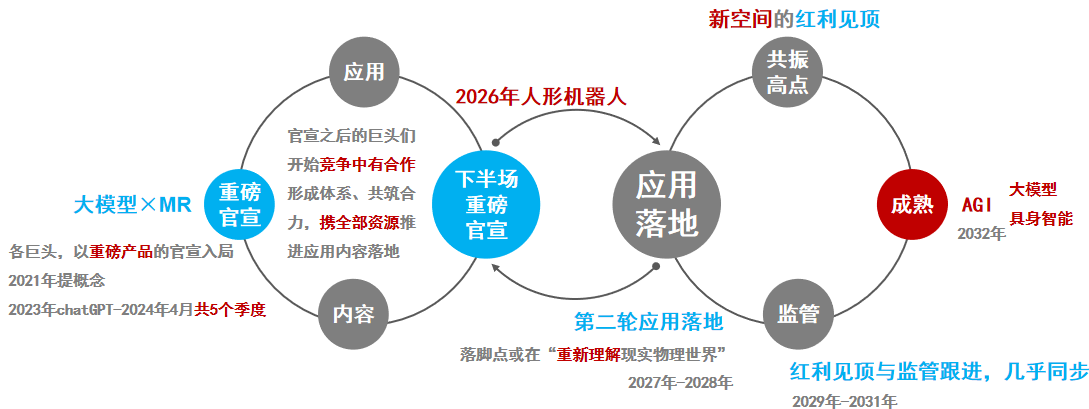 新空间的红利见顶
共振
高点
应用
2026年人形机器人
官宣之后的巨头们
开始竞争中有合作
形成体系、共筑合
力，携全部资源推
进应用内容落地
大模型×MR
重磅
官宣
下半场
重磅
官宣
应用
落地
成熟
AGI
2032年
大模型
具身智能
各巨头，以重磅产品的官宣入局
2021年提概念
2023年chatGPT-2024年4月共5个季度
内容
监管
第二轮应用落地
落脚点或在“重新理解现实物理世界”
2027年-2028年
红利见顶与监管跟进，几乎同步
2029年-2031年